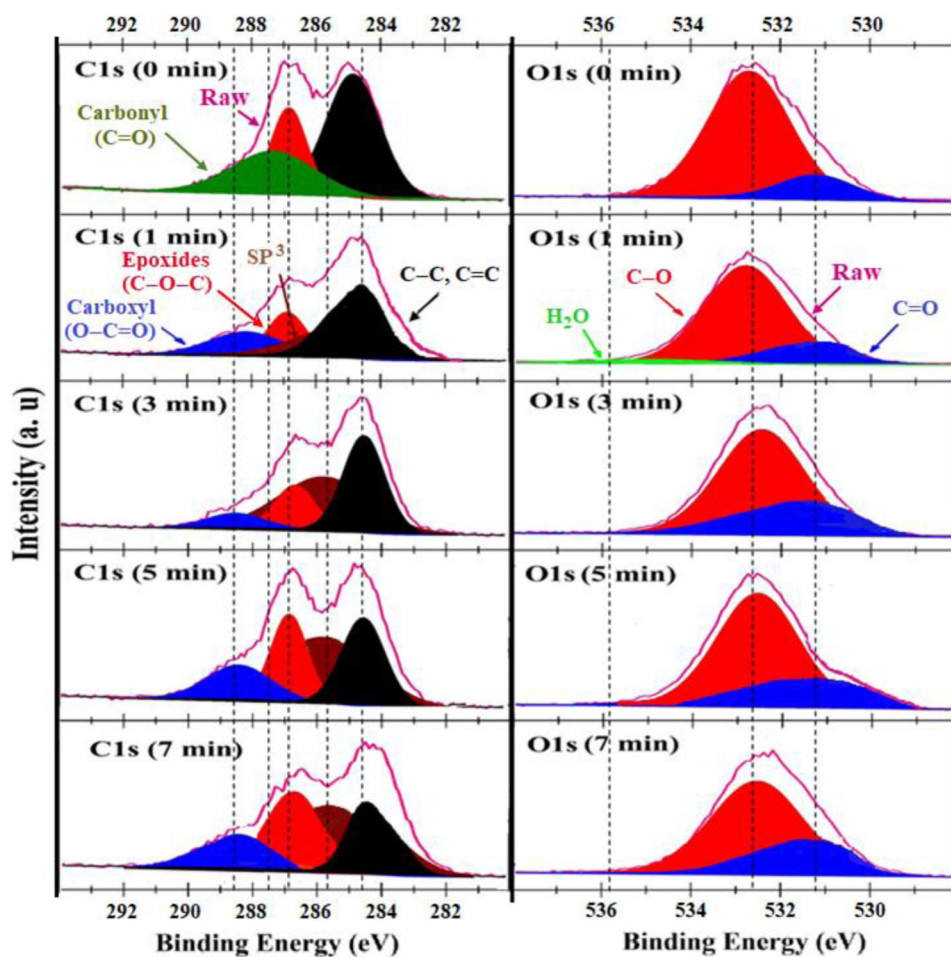 292 290 288 286 284 282
536 534 532 530
C1s (0 min)
Carbonyl
(C=O)
Raw
O1s (0 min)
C1s (1 min)
Epoxides
(C–O–C)
SP3
Carboxyl
(O–C=O)
C–C, C=C
O1s (1 min)
C–O
Raw
H2O
C=O
C1s (3 min)
O1s (3 min)
C1s (5 min)
O1s (5 min)
C1s (7 min)
O1s (7 min)
Intensity (a. u)
292 290 288 286 284 282
536 534 532 530
Binding Energy (eV)
Binding Energy (eV)